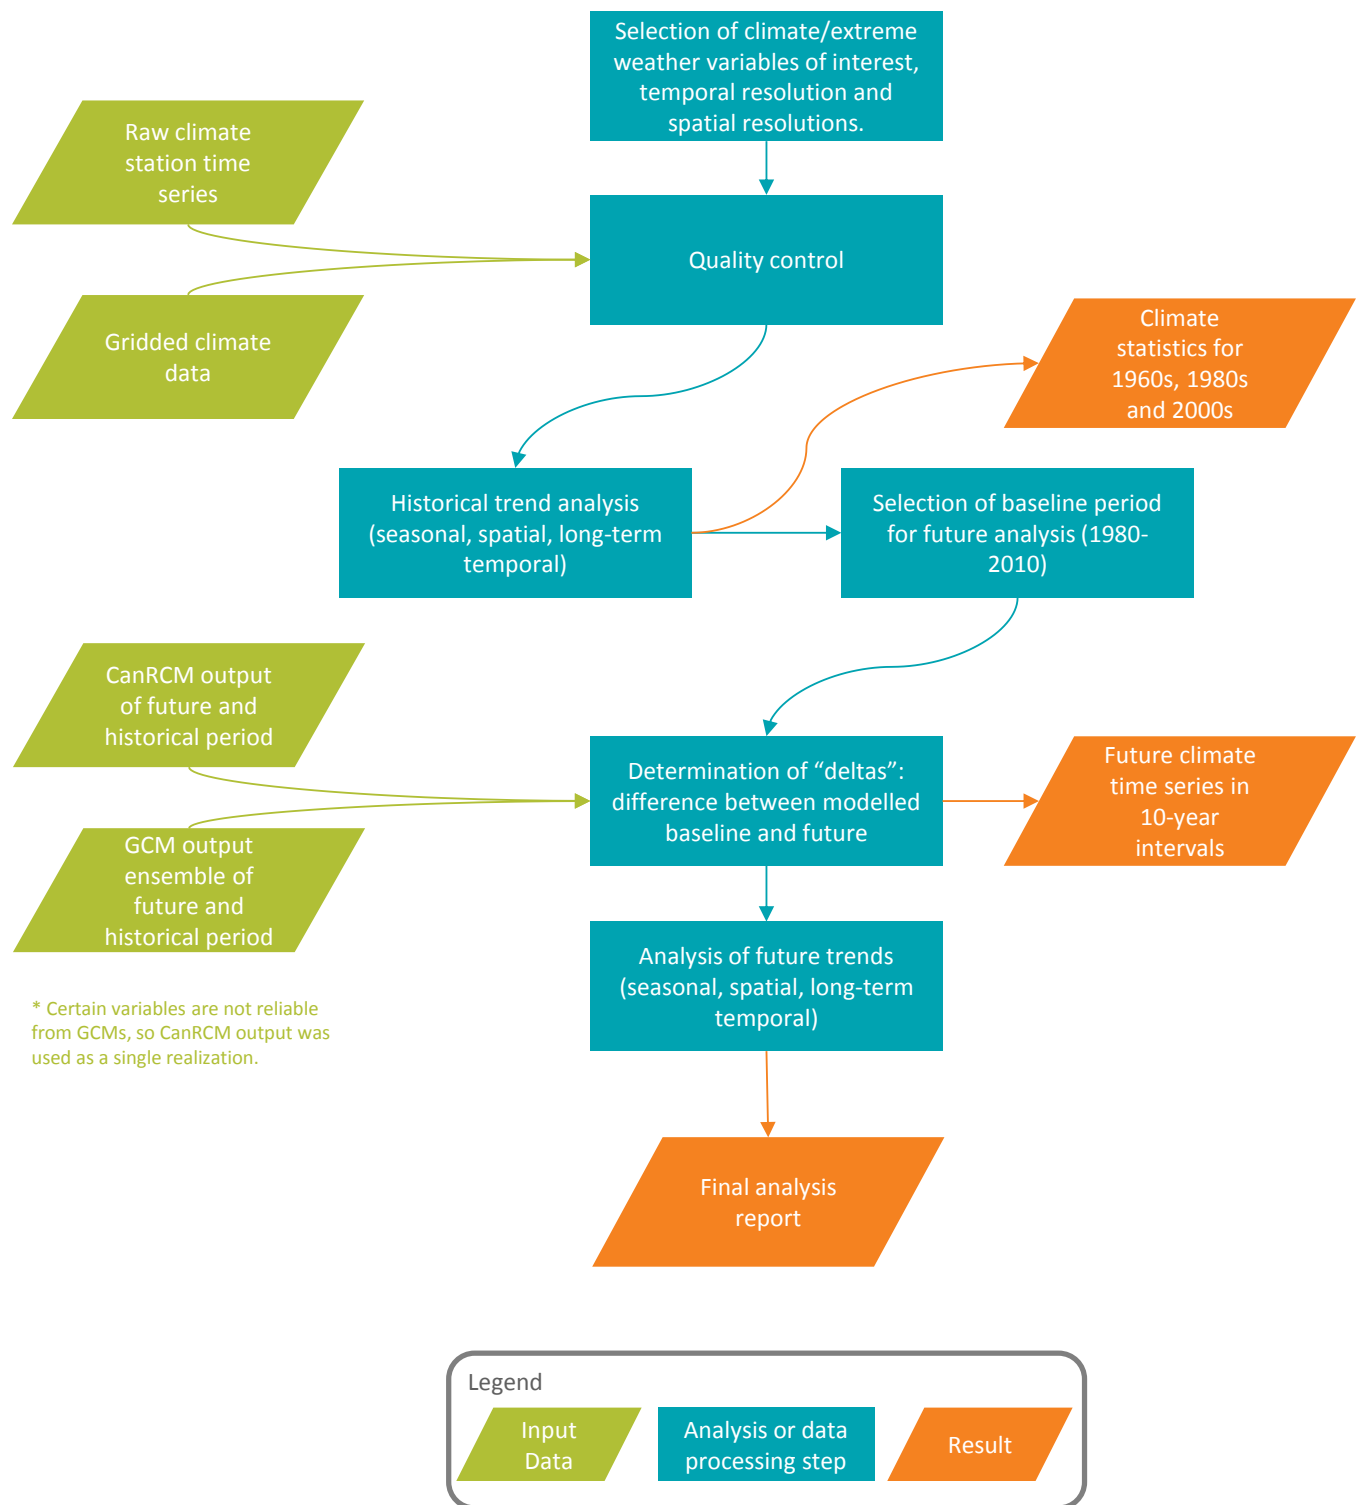 Selection of climate/extreme
weather variables of interest,
temporal resolution and
spatial resolutions.
Raw climate
station time
series
Quality control
Gridded climate
data
Climate
statistics for
1960s, 1980s
and 2000s
Historical trend analysis
(seasonal, spatial, long-term
temporal)
Selection of baseline period
for future analysis (1980-
2010)
CanRCM output
of future and
historical period
Determination of “deltas”:
difference between modelled
baseline and future
Future climate
time series in
10-year
intervals
GCM output
ensemble of
future and
historical period
Analysis of future trends
(seasonal, spatial, long-term
temporal)
* Certain variables are not reliable
from GCMs, so CanRCM output was
used as a single realization.
Final analysis
report
Legend
Input
Data
Analysis or data
processing step
Result